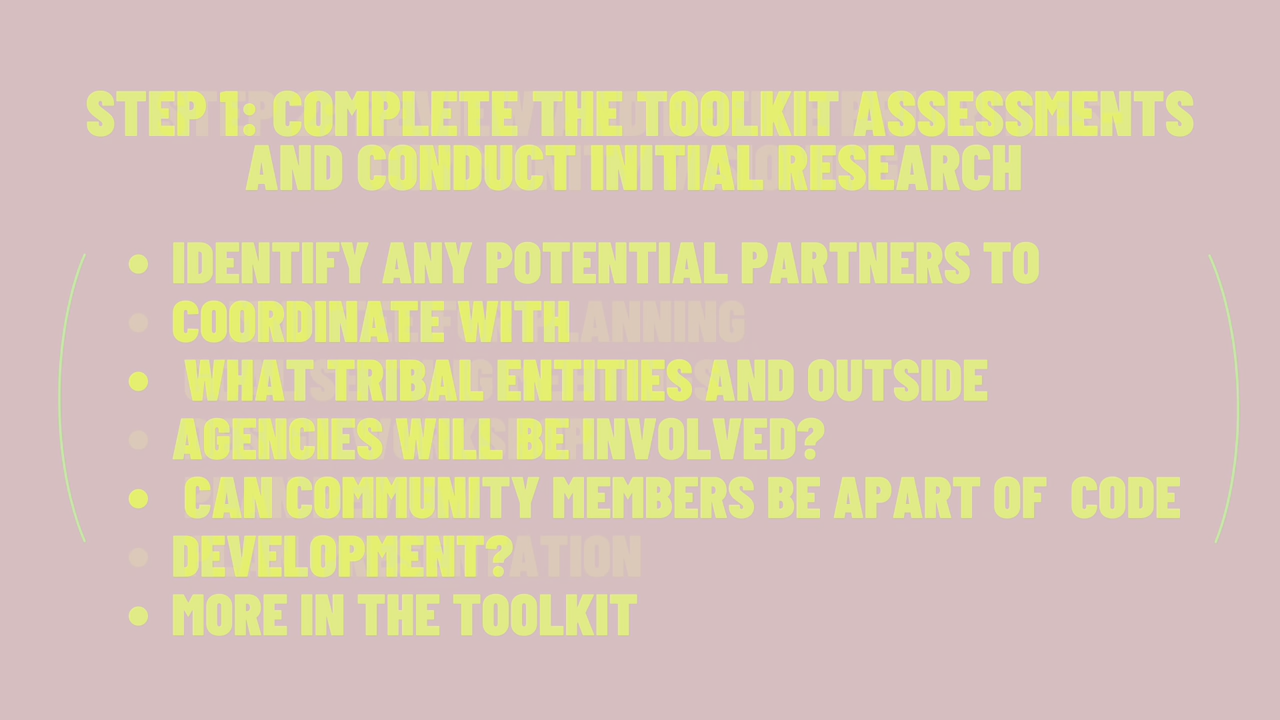 STEP 1: COMPLETE THE TOOLKIT ASSESSMENTS
AND CONDUCT INITIAL RESEARCH
• IDENTIFY ANY POTENTIAL PARTNERS TO
COORDINATE WITH
• WHAT TRIBAL ENTITIES AND OUTSIDE
AGENCIES WILL BE INVOLVED?
• CAN COMMUNITY MEMBERS BE APART OF CODE
DEVELOPMENT?
• MORE IN THE TOOLKIT